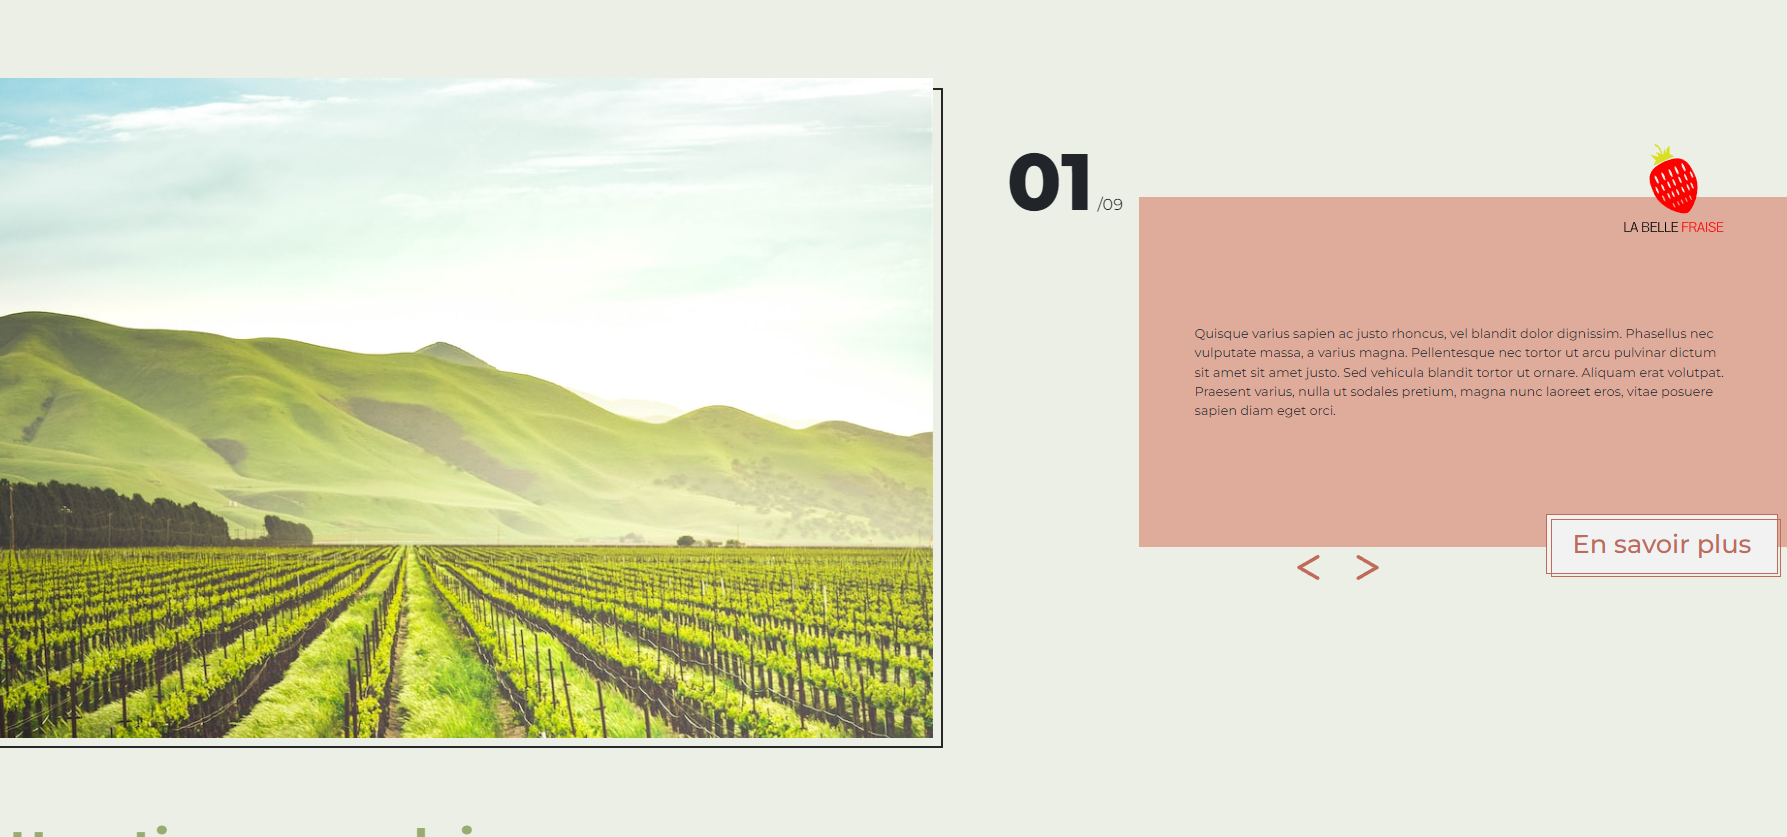 01 /09
LA BELLE FRAISE
Quisque varius sapien ac justo rhoncus, vel blandit dolor dignissim. Phasellus nec
vulputate massa, a varius magna. Pellentesque nec tortor ut arcu pulvinar dictum
sit amet sit amet justo. Sed vehicula blandit tortor ut ornare. Aliquam erat volutpat.
Praesent varius, nulla ut sodales pretium, magna nunc laoreet eros, vitae posuere
sapien diam eget orci.
En savoir plus
< >